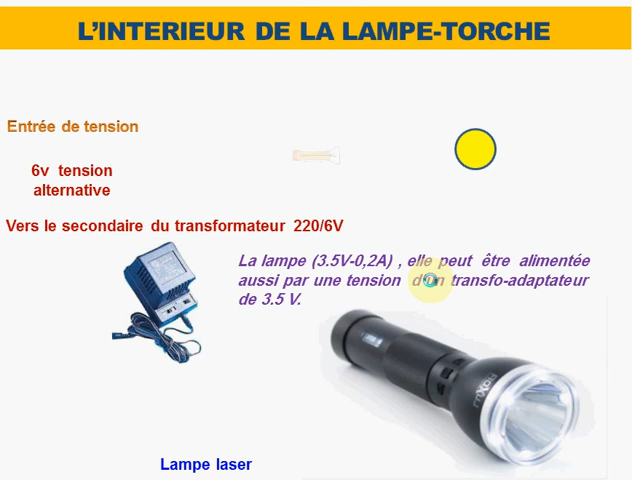 L'INTERIEUR DE LA LAMPE-TORCHE
Entrée de tension
6v tension
alternative
Vers le secondaire du transformateur 220/6V
La lampe (3.5V-0,2A) , elle peut être alimentée
aussi par une tension d'un transfo-adaptateur
de 3.5 V.
Lampe laser